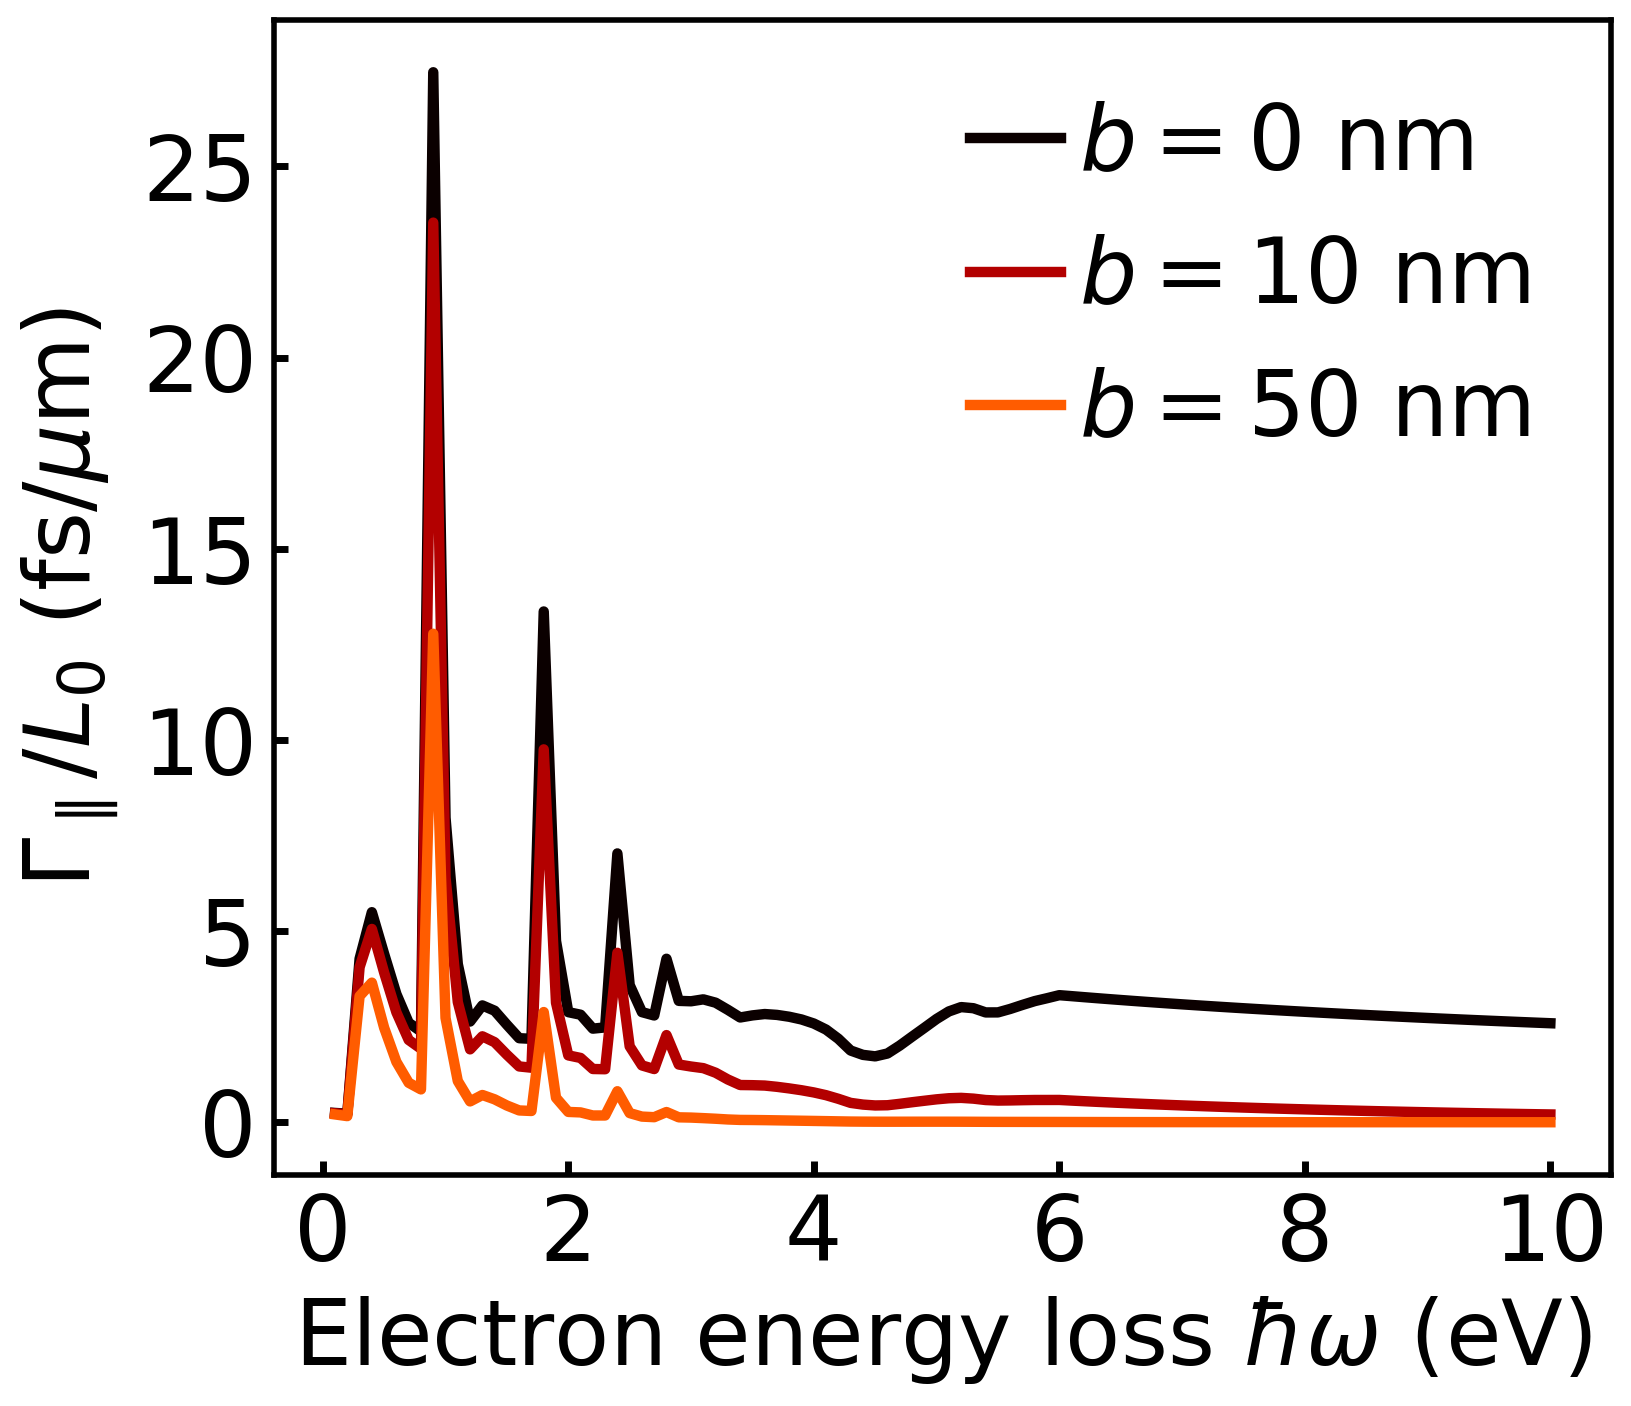 Γ∥/L₀ (fs/μm)
25
20
15
10
5
0
b = 0 nm
b = 10 nm
b = 50 nm
0 2 4 6 8 10
Electron energy loss ℏω (eV)